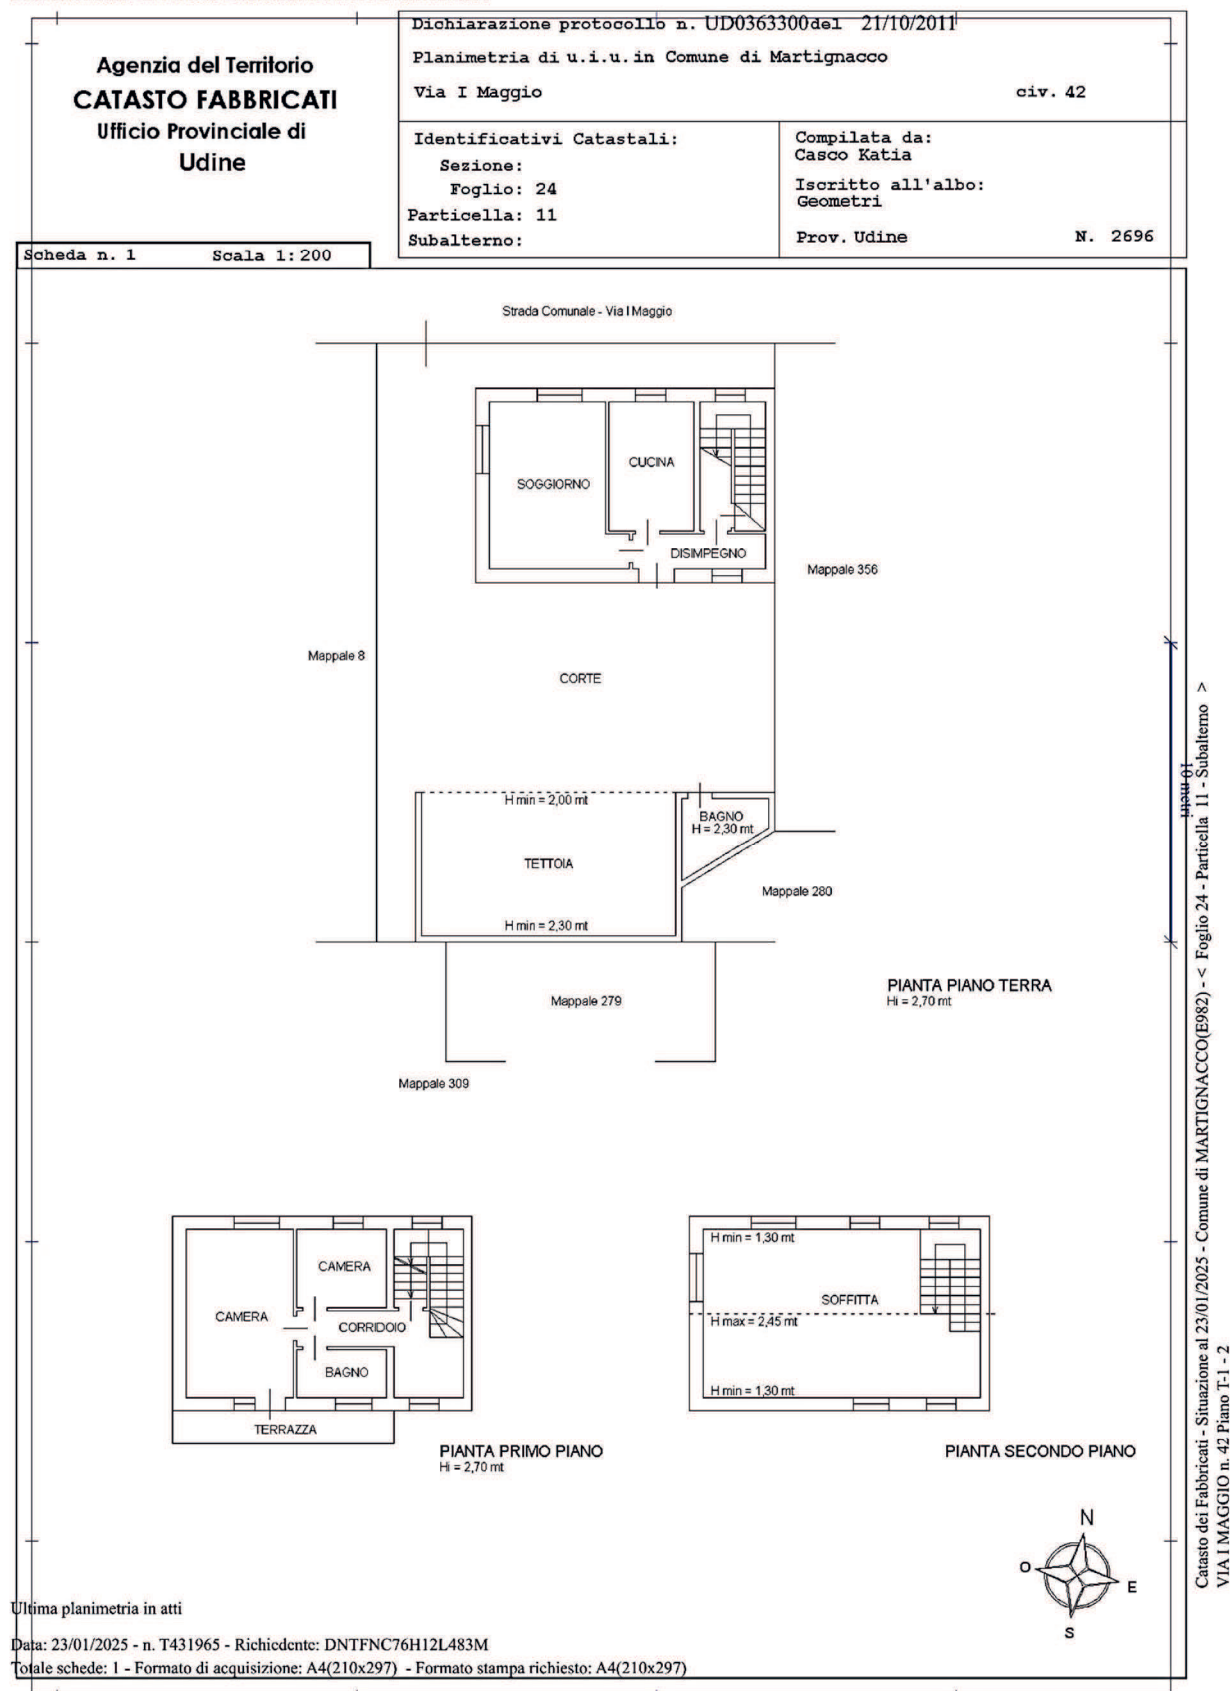 Agenzia del Territorio
CATASTO FABBRICATI
Ufficio Provinciale di
Udine
Dichiarazione protocollo n. UD0363300del 21/10/2011
Planimetria di u.i.u. in Comune di Martignacco
Via I Maggio civ. 42
Identificativi Catastali:
Sezione:
Foglio: 24
Particella: 11
Subalterno:
Compilata da:
Casco Katia
Iscritto all'albo:
Geometri
Prov. Udine N. 2696
Scheda n. 1 Scala 1:200
Strada Comunale - Via I Maggio
CUCINA
SOGGIORNO
DISIMPEGNO
Mappale 356
Mappale 8
CORTE
H min = 2,00 mt
BAGNO
H = 2,30 mt
TETTOIA
Mappale 280
H min = 2,30 mt
PIANTA PIANO TERRA
Hi = 2,70 mt
Mappale 279
Mappale 309
CAMERA
CAMERA
CORRIDOIO
BAGNO
TERRAZZA
PIANTA PRIMO PIANO
Hi = 2,70 mt
H min = 1,30 mt
SOFFITTA
H max = 2,45 mt
H min = 1,30 mt
PIANTA SECONDO PIANO
N
O
E
S
10 metri
Catasto dei Fabbricati - Situazione al 23/01/2025 - Comune di MARTIGNACCO(E982) - < Foglio 24 - Particella 11 - Subalterno >
VIA I MAGGIO n. 42 Piano T-1 - 2
Ultima planimetria in atti
Data: 23/01/2025 - n. T431965 - Richiedente: DNTFNC76H12L483M
Totale schede: 1 - Formato di acquisizione: A4(210x297) - Formato stampa richiesto: A4(210x297)